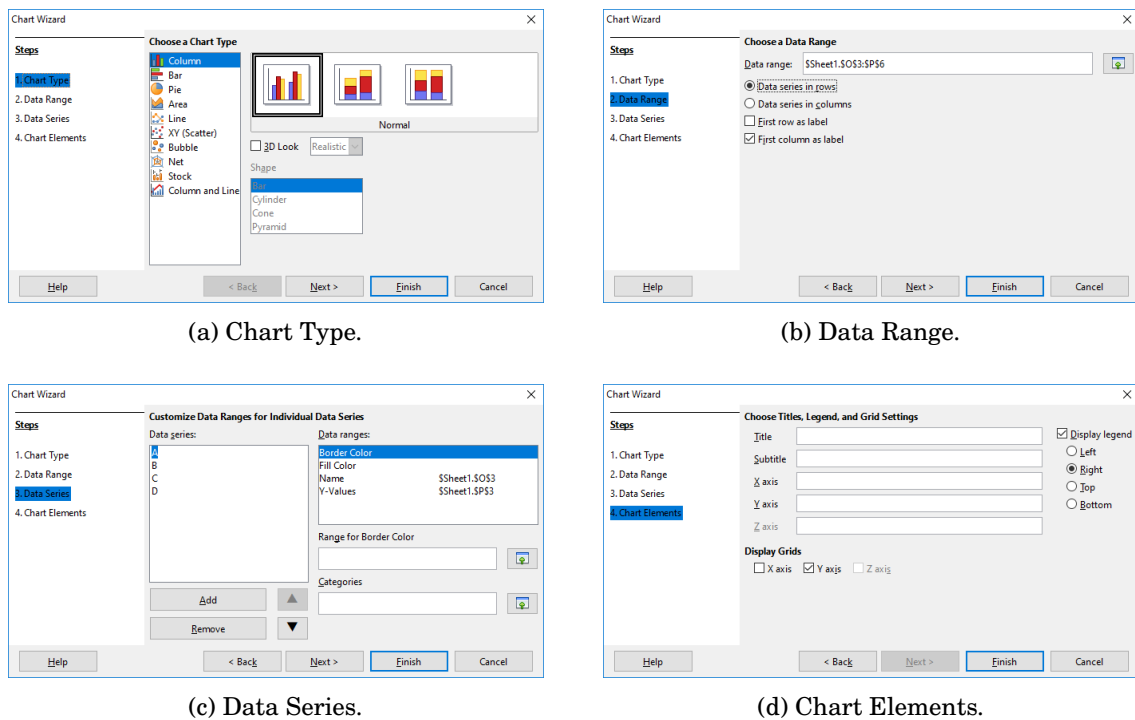 Chart Wizard
Steps
1. Chart Type
2. Data Range
3. Data Series
4. Chart Elements
Choose a Chart Type
Column
Bar
Pie
Area
Line
XY (Scatter)
Bubble
Net
Stock
Column and Line
Normal
3D Look Realistic
Shape
Bar
Cylinder
Cone
Pyramid
Help < Back Next > Finish Cancel
(a) Chart Type.
Chart Wizard
Steps
1. Chart Type
2. Data Range
3. Data Series
4. Chart Elements
Choose a Data Range
Data range: $Sheet1.$O$3:$P$6
Data series in rows
Data series in columns
First row as label
First column as label
Help < Back Next > Finish Cancel
(b) Data Range.
Chart Wizard
Steps
1. Chart Type
2. Data Range
3. Data Series
4. Chart Elements
Customize Data Ranges for Individual Data Series
Data series:
A
B
C
D
Add
Remove
Data ranges:
Border Color
Fill Color
Name $Sheet1.$O$3
Y-Values $Sheet1.$P$3
Range for Border Color
Categories
Help < Back Next > Finish Cancel
(c) Data Series.
Chart Wizard
Steps
1. Chart Type
2. Data Range
3. Data Series
4. Chart Elements
Choose Titles, Legend, and Grid Settings
Title
Subtitle
X axis
Y axis
Z axis
Display legend
Left
Right
Top
Bottom
Display Grids
X axis Y axis Z axis
Help < Back Next > Finish Cancel
(d) Chart Elements.